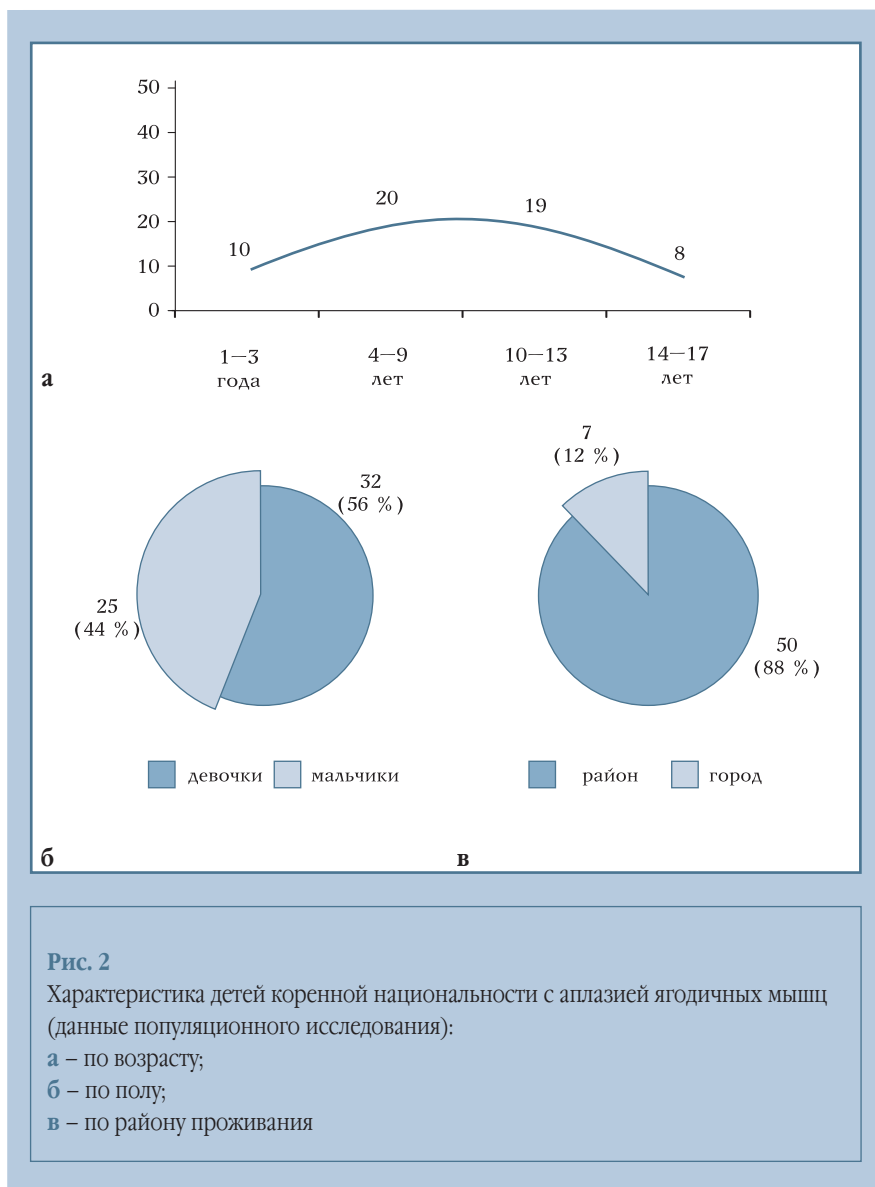 50
40
30
20
10
0
10
20
19
8
1—3
года
4—9
лет
10—13
лет
14—17
лет
а
32
(56 %)
25
(44 %)
7
(12 %)
50
(88 %)
девочки мальчики
район город
б
в
Рис. 2
Характеристика детей коренной национальности с аплазией ягодичных мышц
(данные популяционного исследования):
а – по возрасту;
б – по полу;
в – по району проживания